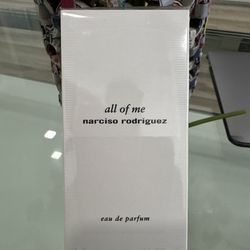 all of me
narciso rodriguez
eau de parfum